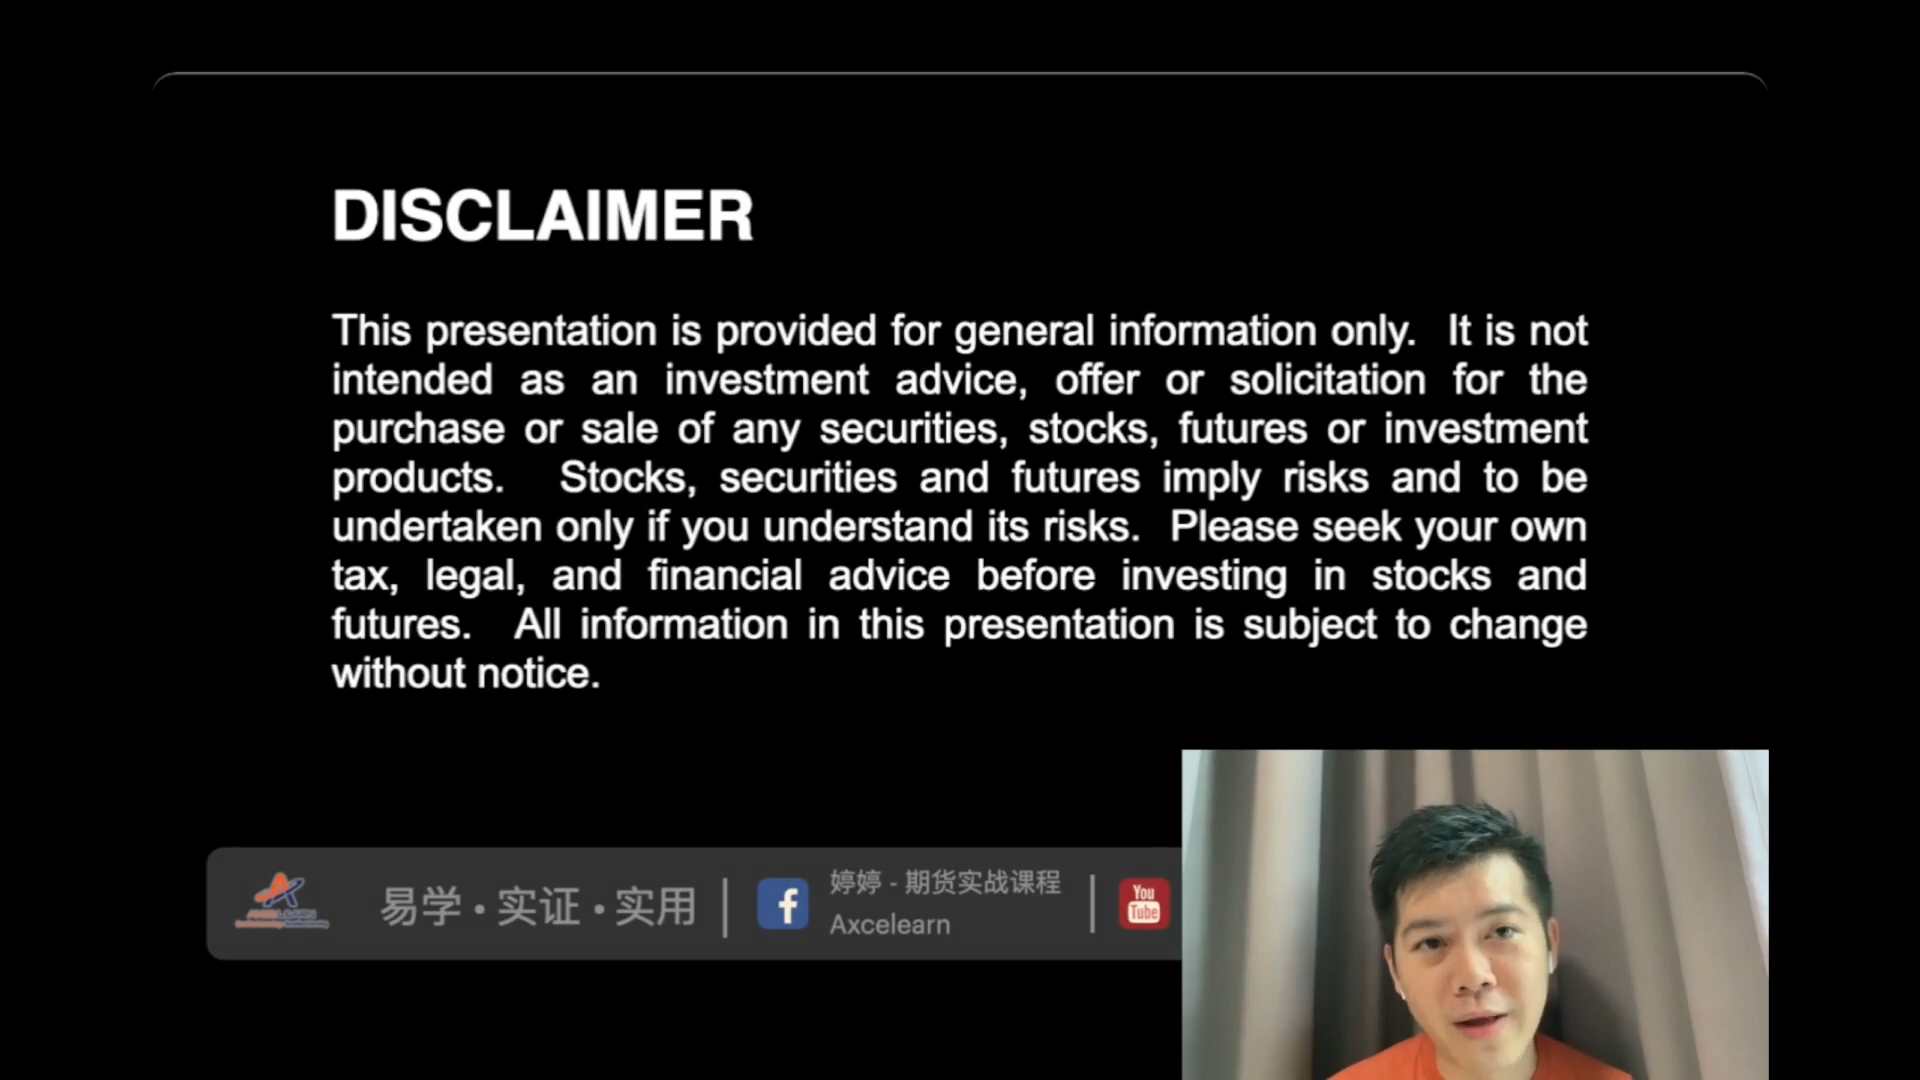 DISCLAIMER
This presentation is provided for general information only. It is not
intended as an investment advice, offer or solicitation for the
purchase or sale of any securities, stocks, futures or investment
products. Stocks, securities and futures imply risks and to be
undertaken only if you understand its risks. Please seek your own
tax, legal, and financial advice before investing in stocks and
futures. All information in this presentation is subject to change
without notice.
易学·实证·实用
婷婷 - 期货实战课程
Axcelearn
You
Tube